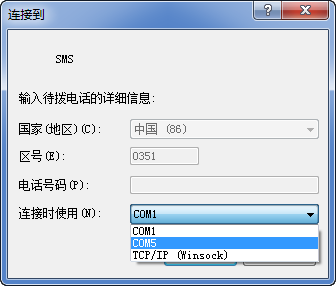 连接到
SMS
输入待拨电话的详细信息:
国家(地区)(C): 中国 (86)
区号(E): 0351
电话号码(P):
连接时使用(N): COM1
COM1
COM5
TCP/IP (Winsock)